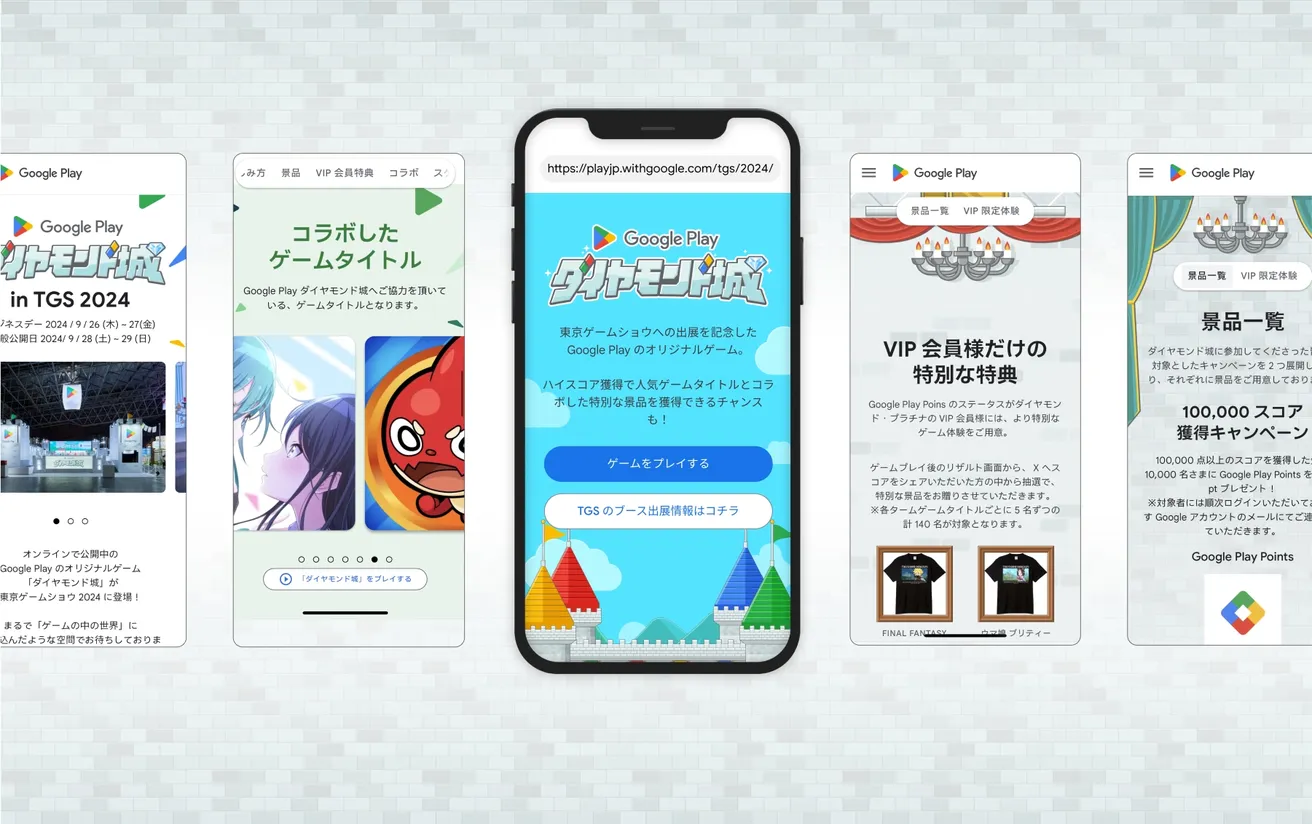 Google Play
Google Play
ダイヤモンド城
in TGS 2024
ネスデー 2024 / 9 / 26 (木) – 27(金)
般公開日 2024/ 9 / 28 (土) ~ 29 (日)
オンラインで公開中の
Google Play のオリジナルゲーム
「ダイヤモンド城」が
東京ゲームショウ 2024 に登場！
まるで「ゲームの中の世界」に
込んだような空間でお待ちしておりま
み方 景品 VIP 会員特典 コラボ
コラボした
ゲームタイトル
Google Play ダイヤモンド城へご協力を頂いて
いる、ゲームタイトルとなります。
「ダイヤモンド城」をプレイする
https://playjp.withgoogle.com/tgs/2024/
Google Play
ダイヤモンド城
東京ゲームショウへの出展を記念した
Google Play のオリジナルゲーム。
ハイスコア獲得で人気ゲームタイトルとコラ
ボした特別な景品を獲得できるチャンス
も！
ゲームをプレイする
TGS のブース出展情報はコチラ
Google Play
景品一覧 VIP 限定体験
VIP 会員様だけの
特別な特典
Google Play Poins のステータスがダイヤモン
ド・プラチナの VIP 会員様には、より特別な
ゲーム体験をご用意。
ゲームプレイ後のリザルト画面から、 X へス
コアをシェアいただいた方の中から抽選で、
特別な景品をお贈りさせていただきます。
※各タームゲームタイトルごとに 5 名ずつの
計 140 名が対象となります。
FINAL FANTASY
ウマ娘 プリティー
Google Play
景品一覧 VIP 限定体験
景品一覧
ダイヤモンド城に参加してくださった
対象としたキャンペーンを 2 つ展開し
り、それぞれに景品をご用意しており
100,000 スコア
獲得キャンペーン
100,000 点以上のスコアを獲得した
10,000 名さまに Google Play Points を
pt プレゼント！
※対象者には順次ログインいただいて
す Google アカウントのメールにてご連
ていただきます。
Google Play Points